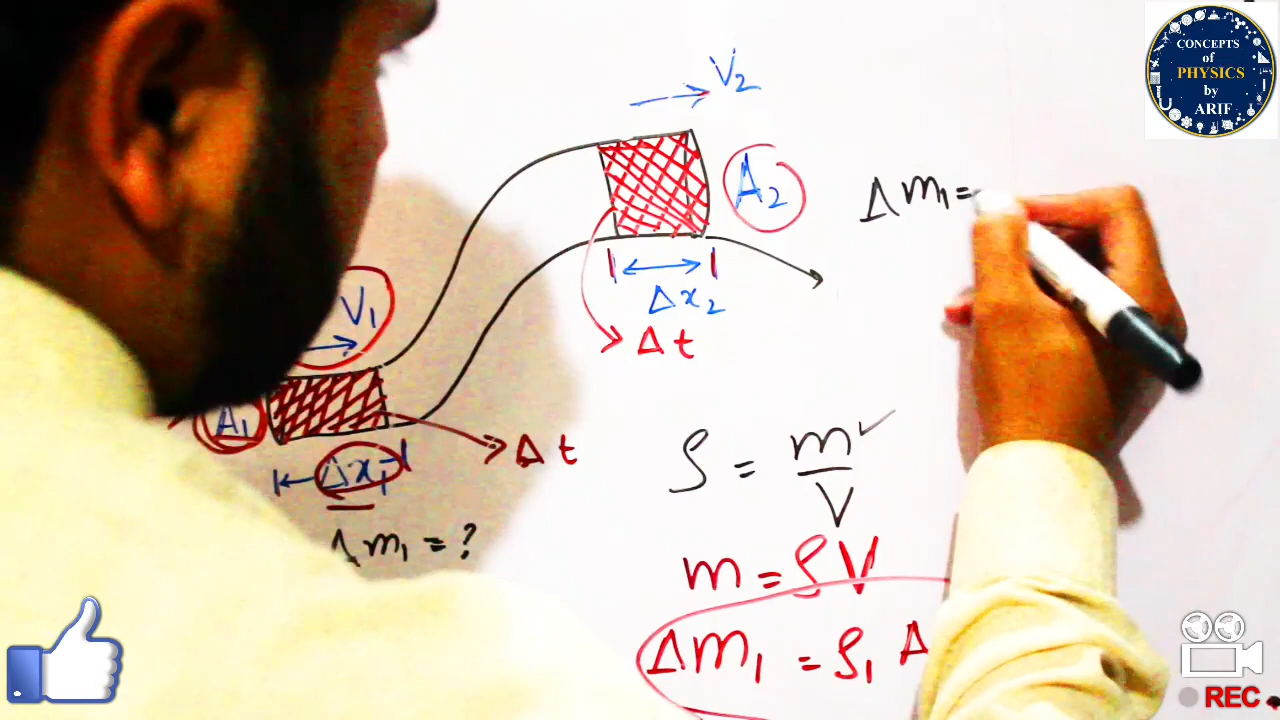 CONCEPTS
of
PHYSICS
by
ARIF
V₂
A₂
Δm₁ =
Δx₂
Δt
V₁
A₁
Δt
Δx₁
Δm₁ = ?
ρ = m/V
m = ρV
Δm₁ = ρ₁ A
REC